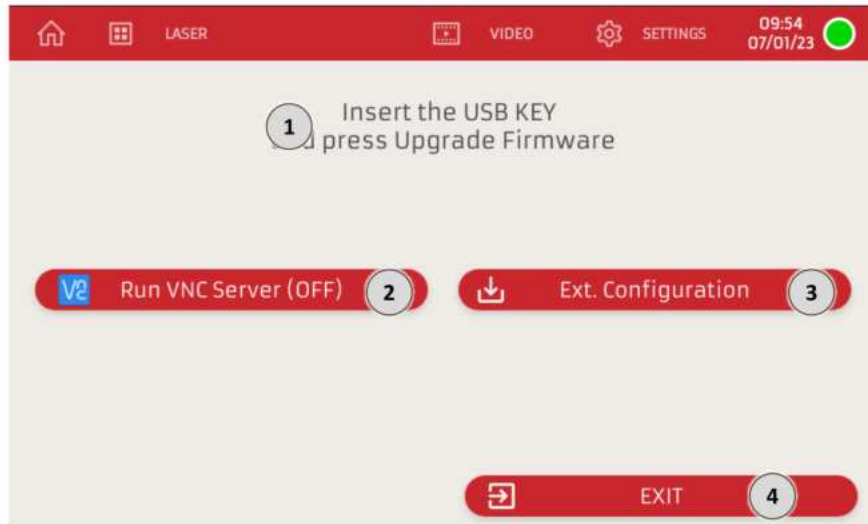 LASER
VIDEO
SETTINGS
09:54
07/01/23
1
Insert the USB KEY
press Upgrade Firmware
Run VNC Server (OFF)
2
Ext. Configuration
3
EXIT
4